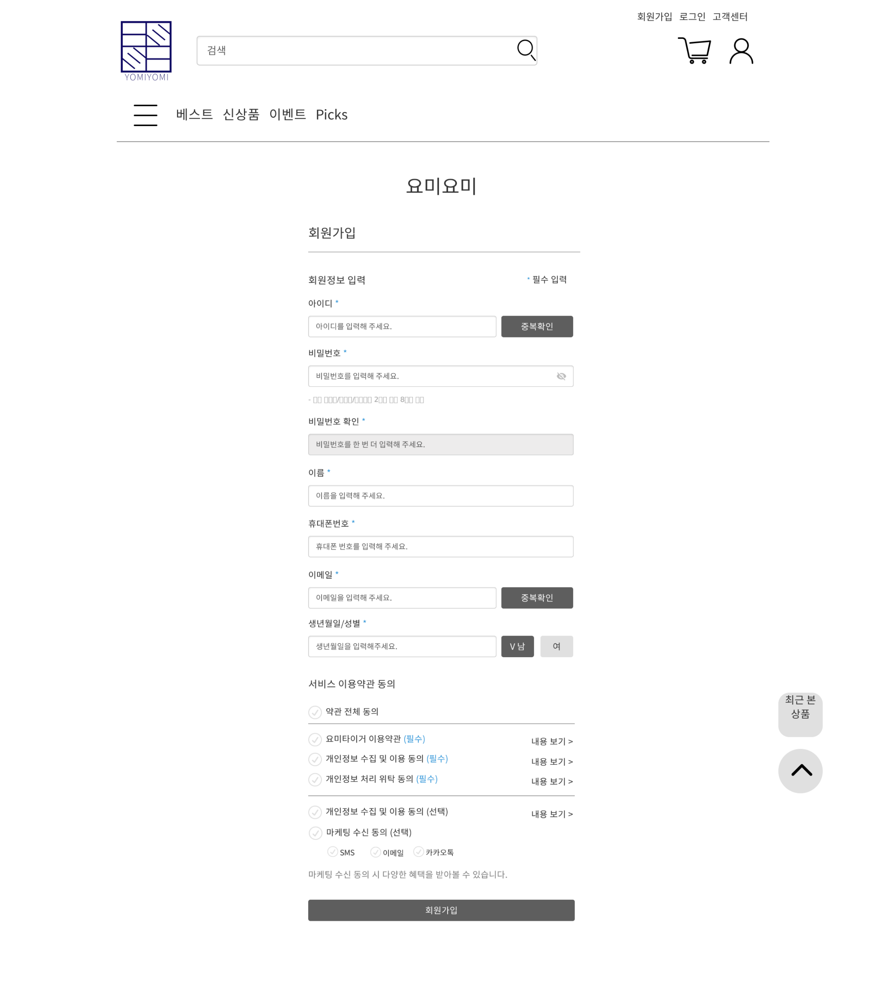 회원가입 로그인 고객센터
YOMIYOMI
검색
베스트 신상품 이벤트 Picks
요미요미
회원가입
회원정보 입력
* 필수 입력
아이디 *
아이디를 입력해 주세요.
중복확인
비밀번호 *
비밀번호를 입력해 주세요.
- / / 2 8
비밀번호 확인 *
비밀번호를 한 번 더 입력해 주세요.
이름 *
이름을 입력해 주세요.
휴대폰번호 *
휴대폰 번호를 입력해 주세요.
이메일 *
이메일을 입력해 주세요.
중복확인
생년월일/성별 *
생년월일을 입력해주세요.
V 남
여
서비스 이용약관 동의
약관 전체 동의
요미타이거 이용약관 (필수)
내용 보기 >
개인정보 수집 및 이용 동의 (필수)
내용 보기 >
개인정보 처리 위탁 동의 (필수)
내용 보기 >
개인정보 수집 및 이용 동의 (선택)
내용 보기 >
마케팅 수신 동의 (선택)
SMS 이메일 카카오톡
마케팅 수신 동의 시 다양한 혜택을 받아볼 수 있습니다.
회원가입
최근 본
상품